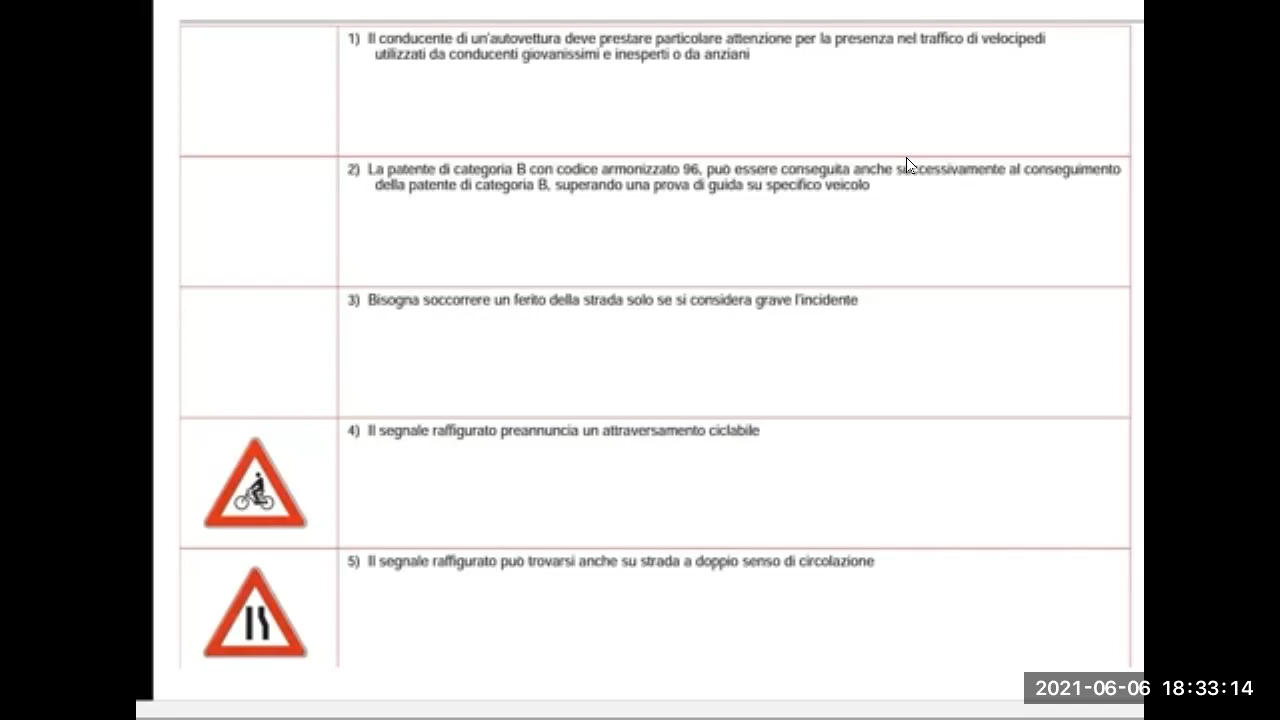 1) Il conducente di un'autovettura deve prestare particolare attenzione per la presenza nel traffico di velocipedi
utilizzati da conducenti giovanissimi e inesperti o da anziani
2) La patente di categoria B con codice armonizzato 96, può essere conseguita anche successivamente al conseguimento
della patente di categoria B, superando una prova di guida su specifico veicolo
3) Bisogna soccorrere un ferito della strada solo se si considera grave l'incidente
4) Il segnale raffigurato preannuncia un attraversamento ciclabile
5) Il segnale raffigurato può trovarsi anche su strada a doppio senso di circolazione
2021-06-06 18:33:14